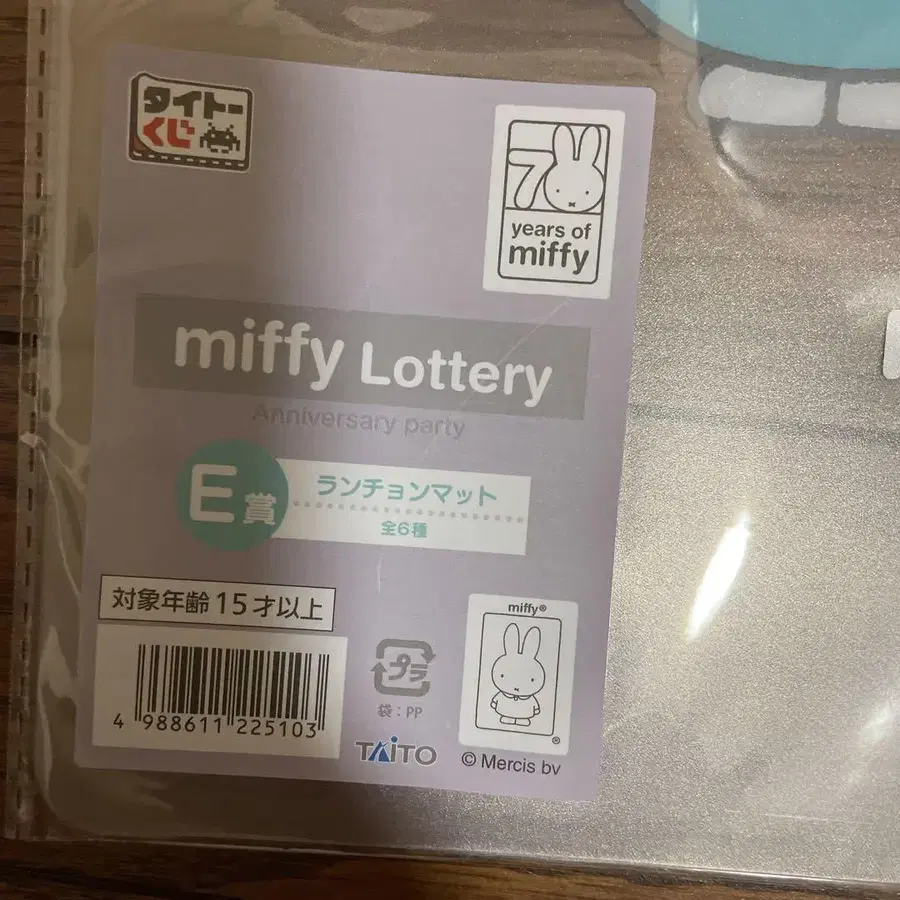 タイトー
くじ
70
years of
miffy
miffy Lottery
Anniversary party
E賞
ランチョンマット
全6種
対象年齢15才以上
4 988611 225103
プラ
袋：PP
TAITO
miffy®
®
© Mercis bv